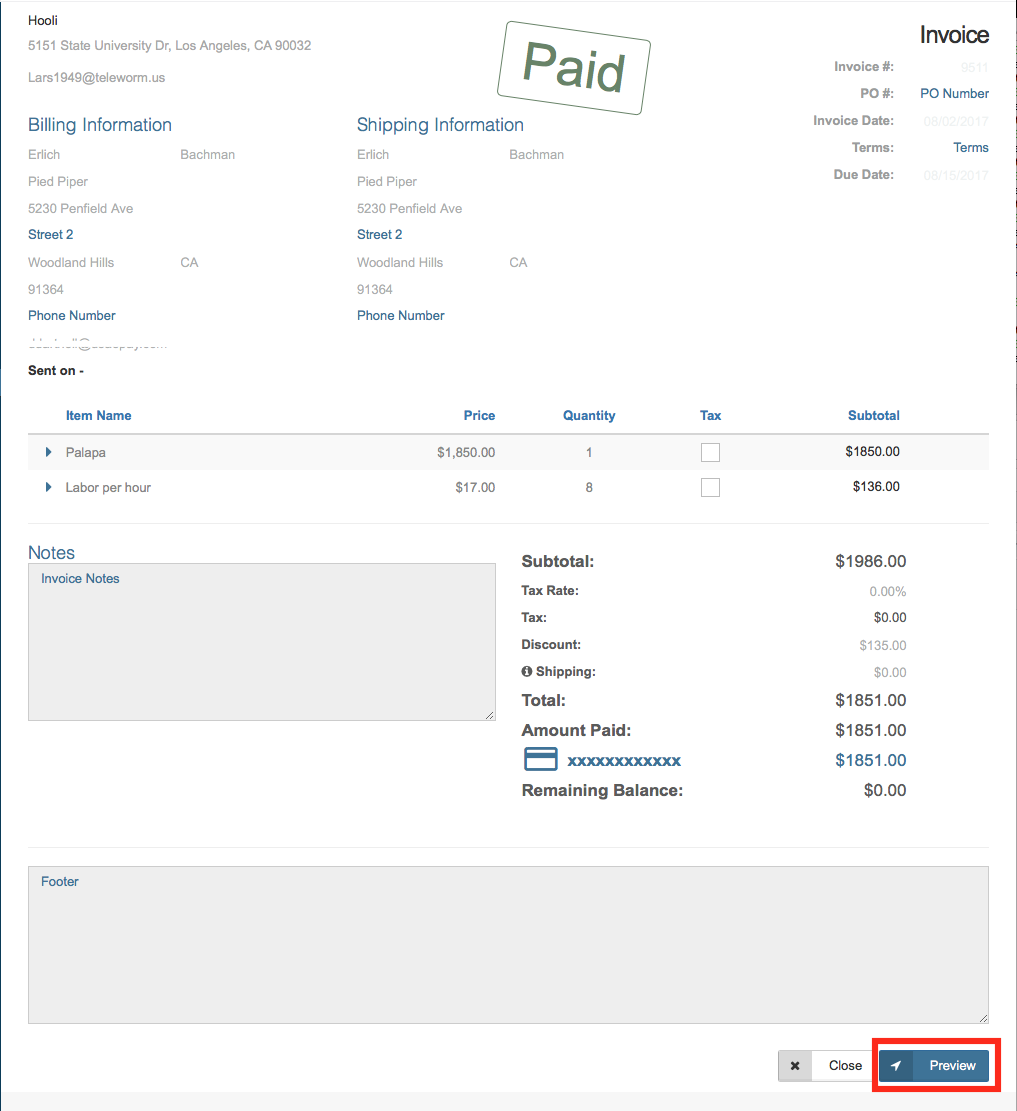 Hooli
5151 State University Dr, Los Angeles, CA 90032
Lars1949@teleworm.us
Paid
Invoice
Invoice #: 9511
PO #: PO Number
Invoice Date: 08/02/2017
Terms: Terms
Due Date: 08/15/2017
Billing Information
Erlich Bachman
Pied Piper
5230 Penfield Ave
Street 2
Woodland Hills CA
91364
Phone Number
Shipping Information
Erlich Bachman
Pied Piper
5230 Penfield Ave
Street 2
Woodland Hills CA
91364
Phone Number
Sent on -
Item Name Price Quantity Tax Subtotal
Palapa $1,850.00 1 $1850.00
Labor per hour $17.00 8 $136.00
Notes
Invoice Notes
Subtotal: $1986.00
Tax Rate: 0.00%
Tax: $0.00
Discount: $135.00
Shipping: $0.00
Total: $1851.00
Amount Paid: $1851.00
xxxxxxxxxxxx $1851.00
Remaining Balance: $0.00
Footer
Close
Preview